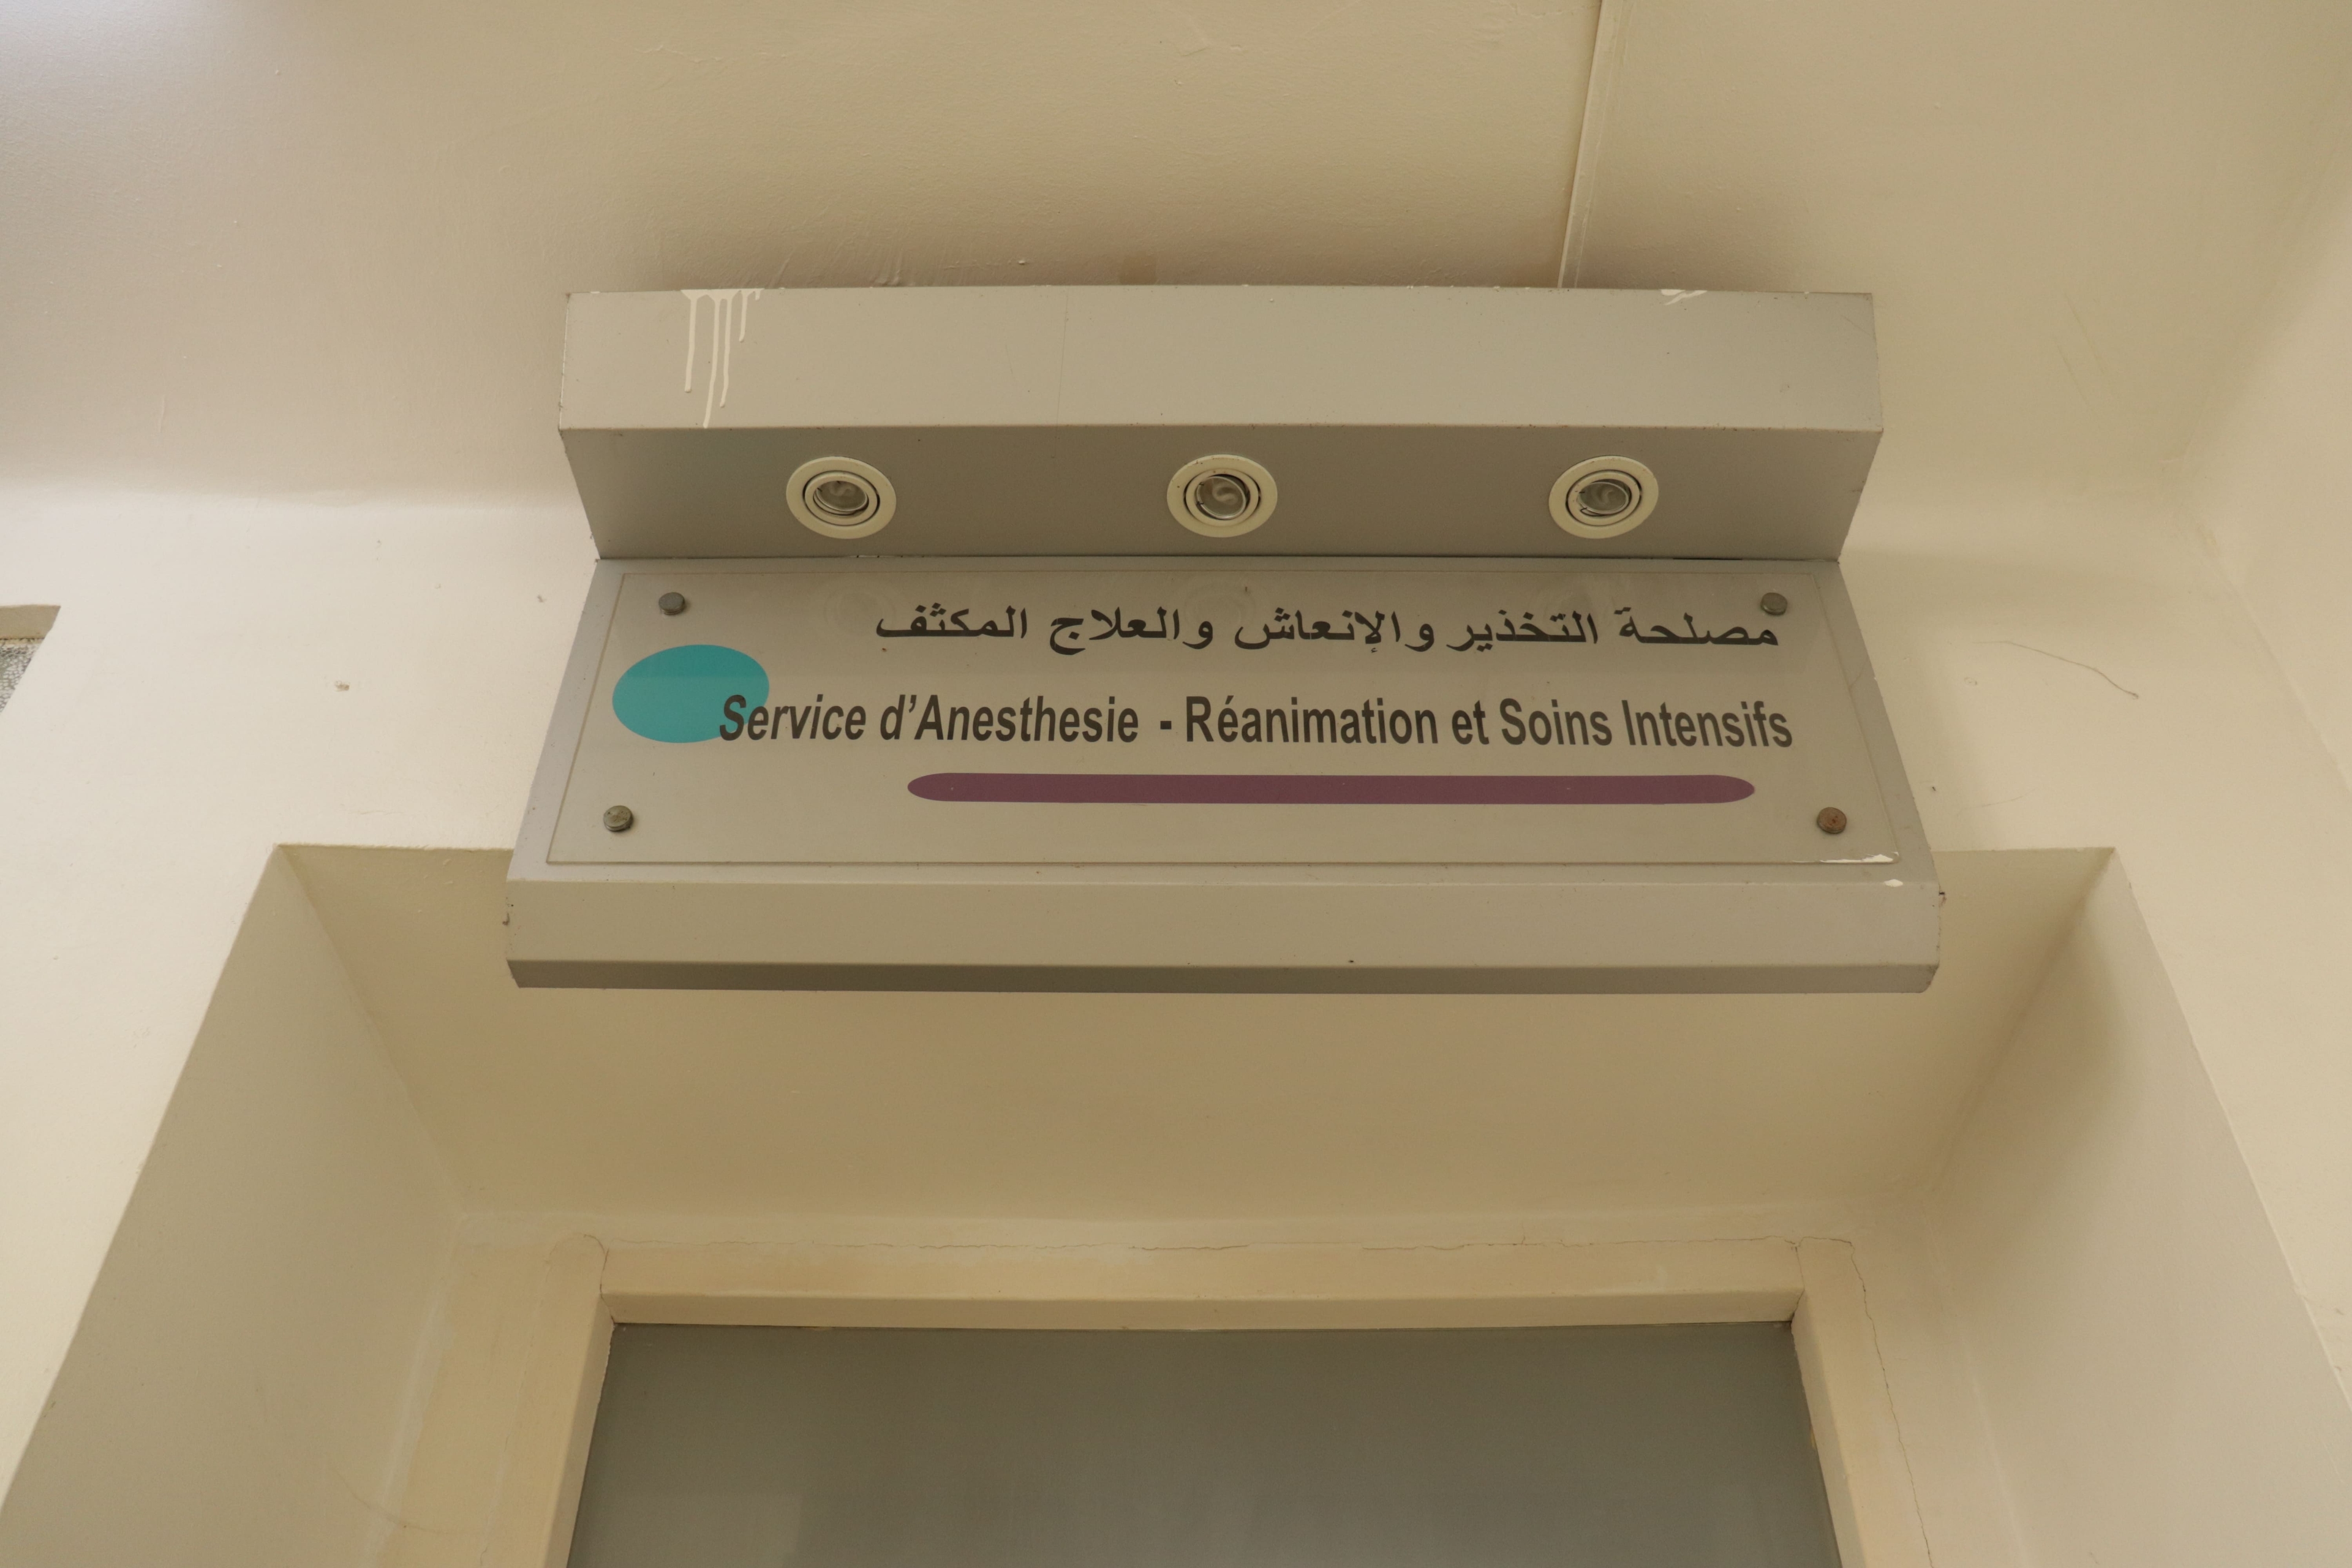 مصلحة التخذير والإنعاش والعلاج المكثف
Service d'Anesthesie - Réanimation et Soins Intensifs